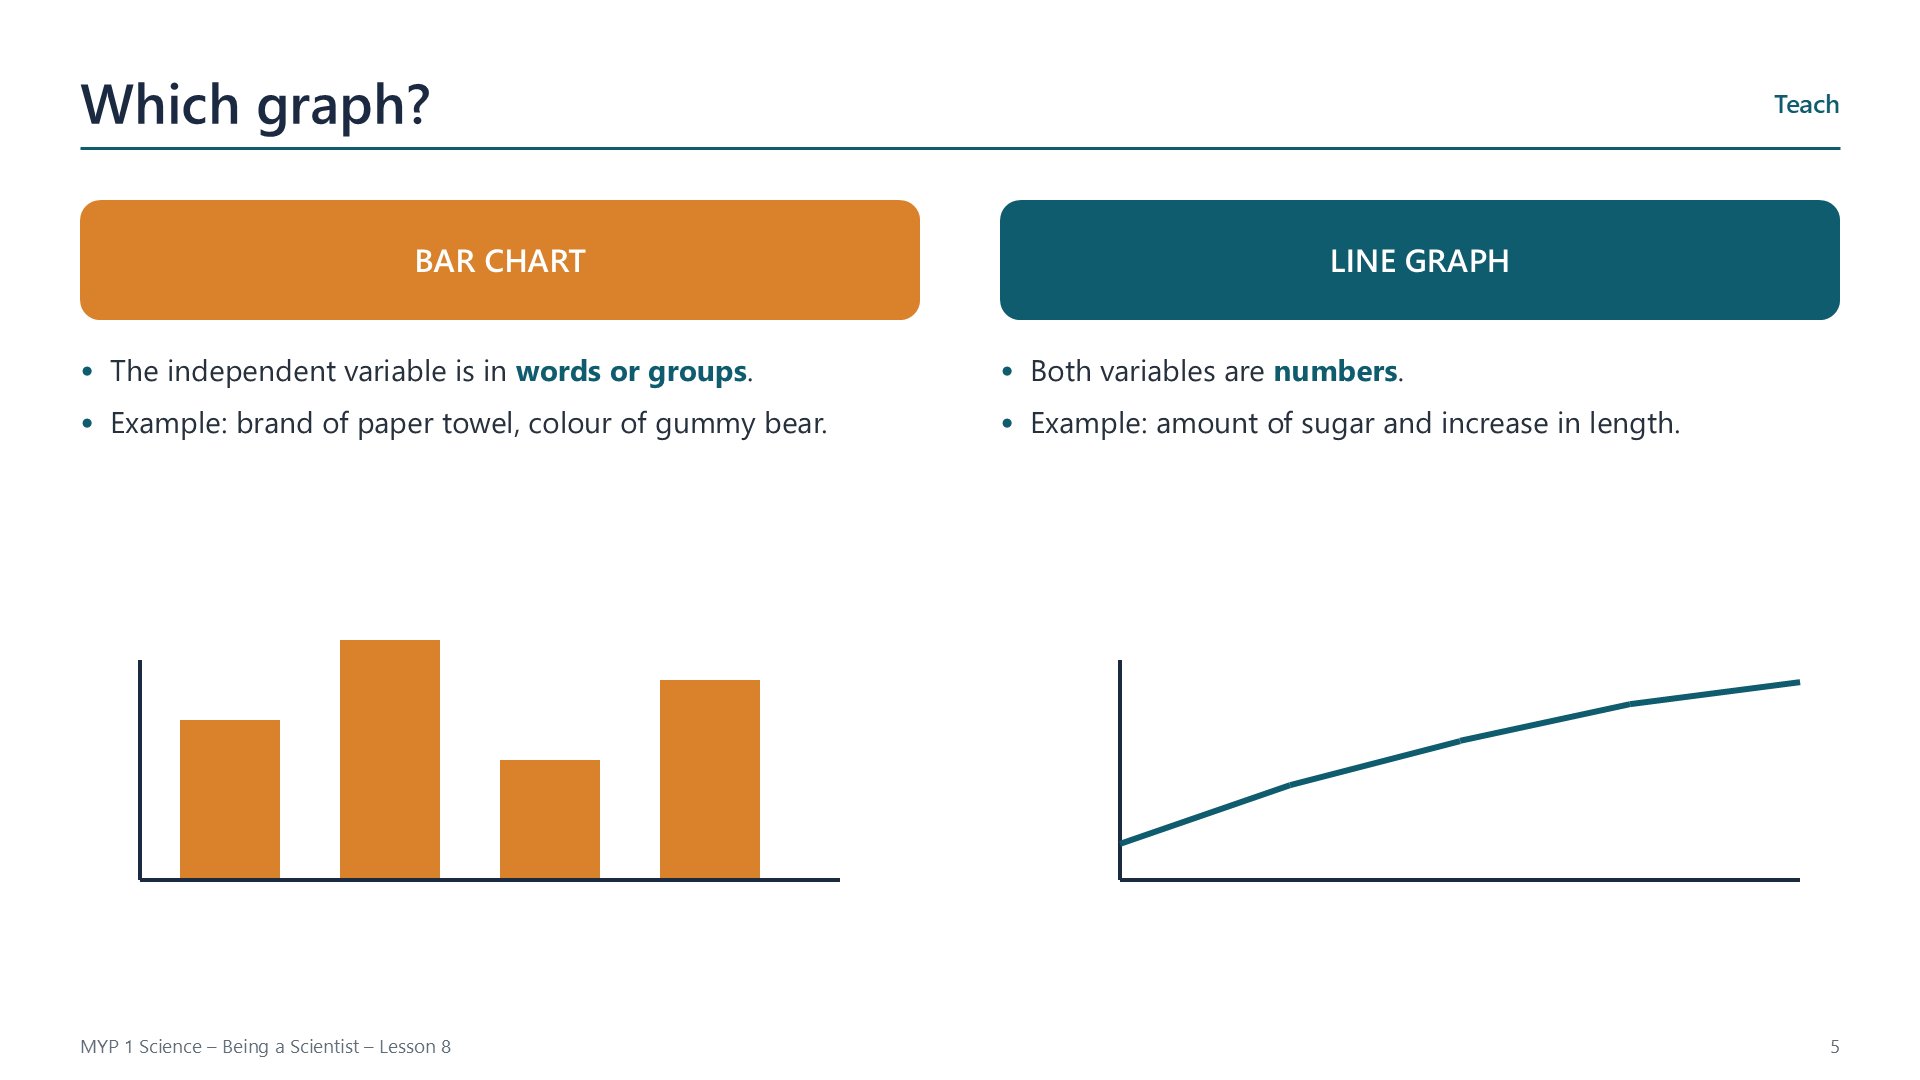 Which graph?
Teach
BAR CHART
• The independent variable is in words or groups.
• Example: brand of paper towel, colour of gummy bear.
LINE GRAPH
• Both variables are numbers.
• Example: amount of sugar and increase in length.
MYP 1 Science – Being a Scientist – Lesson 8
5